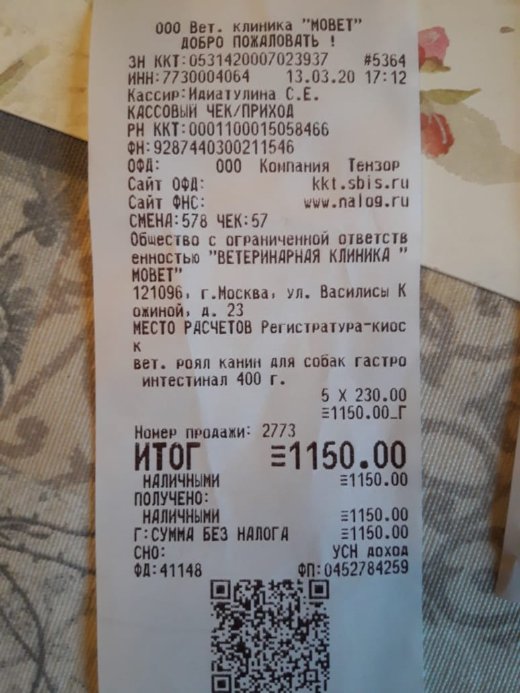 ООО Вет. клиника "МОВЕТ"
ДОБРО ПОЖАЛОВАТЬ !
ЗН ККТ:0531420007023937 #5364
ИНН:7730004064 13.03.20 17:12
Кассир:Идиатулина С.Е.
КАССОВЫЙ ЧЕК/ПРИХОД
РН ККТ:0001100015058466
ФН:9287440300211546
ОФД: ООО Компания Тензор
Сайт ОФД: kkt.sbis.ru
Сайт ФНС: www.nalog.ru
СМЕНА:578 ЧЕК:57
Общество с ограниченной ответств
енностью "ВЕТЕРИНАРНАЯ КЛИНИКА "
МОВЕТ"
121096, г.Москва, ул. Василисы К
ожиной, д. 23
МЕСТО РАСЧЕТОВ Регистратура-киос
к
вет. роял канин для собак гастро
интестинал 400 г.
5 X 230.00
≡1150.00_Г
Номер продажи: 2773
ИТОГ ≡1150.00
НАЛИЧНЫМИ ≡1150.00
ПОЛУЧЕНО:
НАЛИЧНЫМИ ≡1150.00
Г:СУММА БЕЗ НАЛОГА ≡1150.00
СНО: УСН доход
ФД:41148 ФП:0452784259